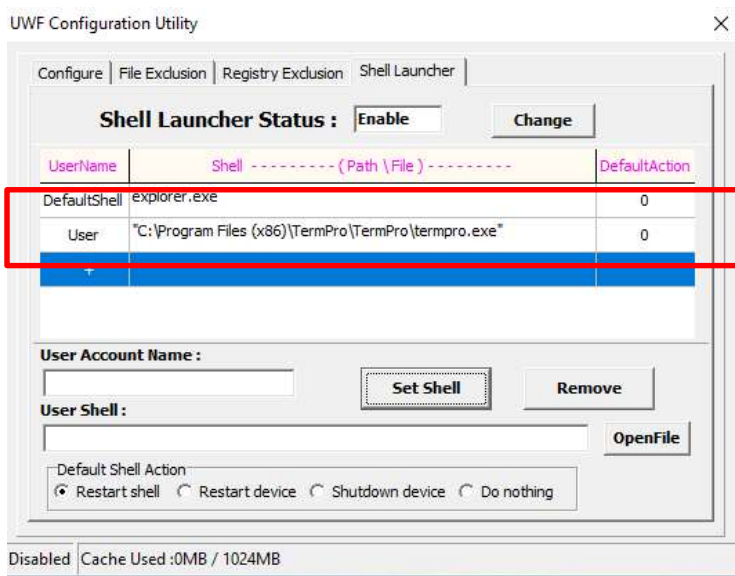 UWF Configuration Utility
Configure File Exclusion Registry Exclusion Shell Launcher
Shell Launcher Status : Enable Change
UserName Shell - - - - - - - - - ( Path \ File ) - - - - - - - - - DefaultAction
DefaultShell explorer.exe 0
User "C:\Program Files (x86)\TermPro\TermPro\termpro.exe" 0
+
User Account Name :
Set Shell Remove
User Shell :
OpenFile
Default Shell Action
Restart shell Restart device Shutdown device Do nothing
Disabled Cache Used :0MB / 1024MB